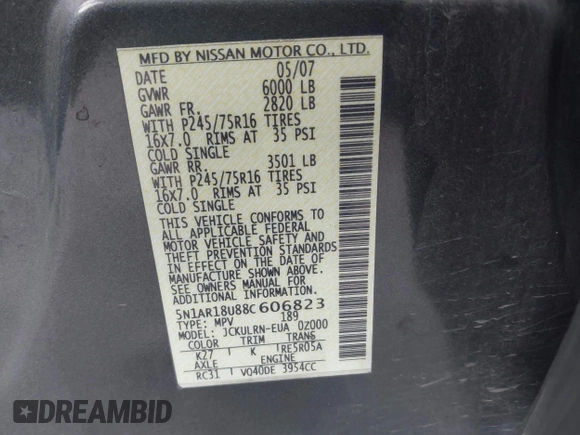 MFD BY NISSAN MOTOR CO., LTD.
DATE 05/07
GVWR 6000 LB
GAWR FR. 2820 LB
WITH P245/75R16 TIRES
16X7.0 RIMS AT 35 PSI
COLD SINGLE
GAWR RR. 3501 LB
WITH P245/75R16 TIRES
16X7.0 RIMS AT 35 PSI
COLD SINGLE
THIS VEHICLE CONFORMS TO
ALL APPLICABLE FEDERAL
MOTOR VEHICLE SAFETY AND
THEFT PREVENTION STANDARDS
IN EFFECT ON THE DATE OF
MANUFACTURE SHOWN ABOVE.
SEE OWNERS MANUAL FOR
ADDITIONAL INFORMATION
5N1AR18U88C606823
TYPE: MPV 189
MODEL: JCKULRN-EUA 0Z000
COLOR TRIM TRANS
K27 K RE5R05A
AXLE ENGINE
RC31 VQ40DE 3954CC
DREAMBID